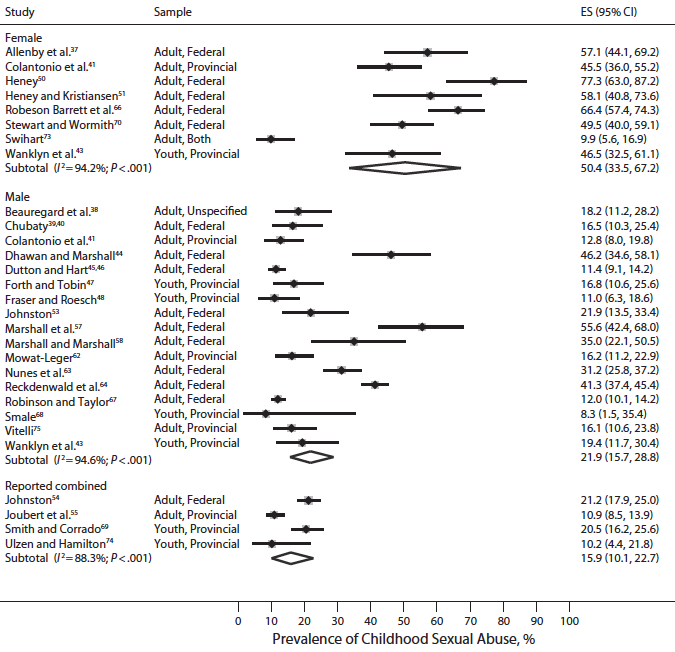 Study Sample ES (95% CI)
Female
Allenby et al.³⁷ Adult, Federal 57.1 (44.1, 69.2)
Colantonio et al.⁴¹ Adult, Provincial 45.5 (36.0, 55.2)
Heney⁵⁰ Adult, Federal 77.3 (63.0, 87.2)
Heney and Kristiansen⁵¹ Adult, Federal 58.1 (40.8, 73.6)
Robeson Barrett et al.⁶⁶ Adult, Federal 66.4 (57.4, 74.3)
Stewart and Wormith⁷⁰ Adult, Federal 49.5 (40.0, 59.1)
Swihart⁷³ Adult, Both 9.9 (5.6, 16.9)
Wanklyn et al.⁴³ Youth, Provincial 46.5 (32.5, 61.1)
Subtotal (I²=94.2%; P<.001) 50.4 (33.5, 67.2)
Male
Beauregard et al.³⁸ Adult, Unspecified 18.2 (11.2, 28.2)
Chubaty³⁹,⁴⁰ Adult, Federal 16.5 (10.3, 25.4)
Colantonio et al.⁴¹ Adult, Provincial 12.8 (8.0, 19.8)
Dhawan and Marshall⁴⁴ Adult, Federal 46.2 (34.6, 58.1)
Dutton and Hart⁴⁵,⁴⁶ Adult, Federal 11.4 (9.1, 14.2)
Forth and Tobin⁴⁷ Youth, Provincial 16.8 (10.6, 25.6)
Fraser and Roesch⁴⁸ Youth, Provincial 11.0 (6.3, 18.6)
Johnston⁵³ Adult, Federal 21.9 (13.5, 33.4)
Marshall et al.⁵⁷ Adult, Federal 55.6 (42.4, 68.0)
Marshall and Marshall⁵⁸ Adult, Federal 35.0 (22.1, 50.5)
Mowat-Leger⁶² Adult, Provincial 16.2 (11.2, 22.9)
Nunes et al.⁶³ Adult, Federal 31.2 (25.8, 37.2)
Reckdenwald et al.⁶⁴ Adult, Federal 41.3 (37.4, 45.4)
Robinson and Taylor⁶⁷ Adult, Federal 12.0 (10.1, 14.2)
Smale⁶⁸ Youth, Provincial 8.3 (1.5, 35.4)
Vitelli⁷⁵ Adult, Provincial 16.1 (10.6, 23.8)
Wanklyn et al.⁴³ Youth, Provincial 19.4 (11.7, 30.4)
Subtotal (I²=94.6%; P<.001) 21.9 (15.7, 28.8)
Reported combined
Johnston⁵⁴ Adult, Federal 21.2 (17.9, 25.0)
Joubert et al.⁵⁵ Adult, Provincial 10.9 (8.5, 13.9)
Smith and Corrado⁶⁹ Youth, Provincial 20.5 (16.2, 25.6)
Ulzen and Hamilton⁷⁴ Youth, Provincial 10.2 (4.4, 21.8)
Subtotal (I²=88.3%; P<.001) 15.9 (10.1, 22.7)
0 10 20 30 40 50 60 70 80 90 100
Prevalence of Childhood Sexual Abuse, %